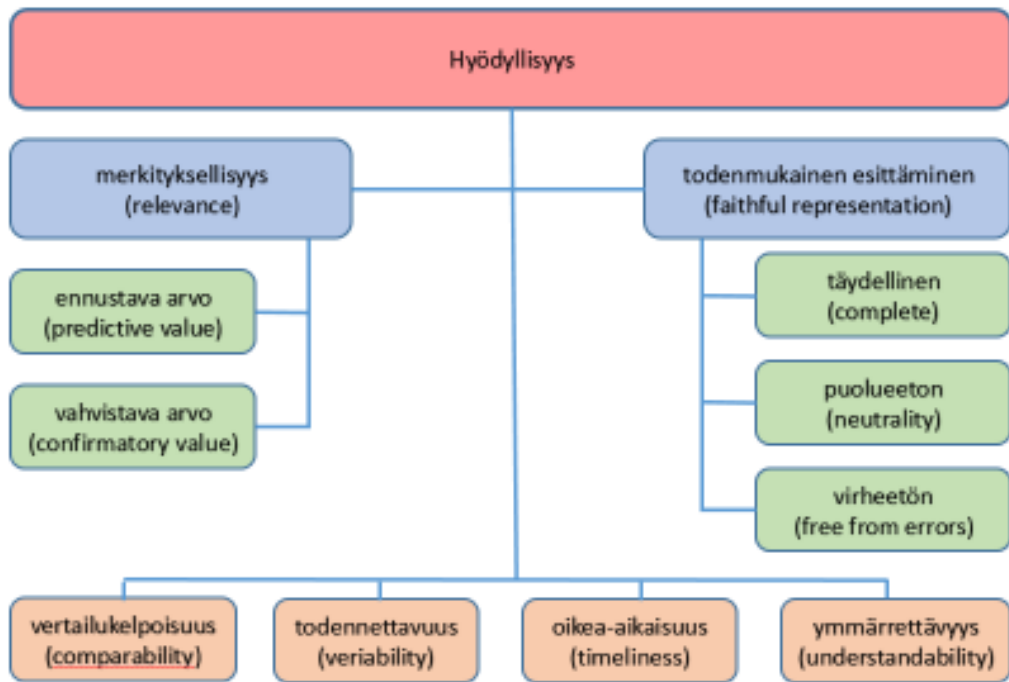 Hyödyllisyys
merkityksellisyys
(relevance)
todenmukainen esittäminen
(faithful representation)
ennustava arvo
(predictive value)
vahvistava arvo
(confirmatory value)
täydellinen
(complete)
puolueeton
(neutrality)
virheetön
(free from errors)
vertailukelpoisuus
(comparability)
todennettavuus
(veriability)
oikea-aikaisuus
(timeliness)
ymmärrettävyys
(understandability)